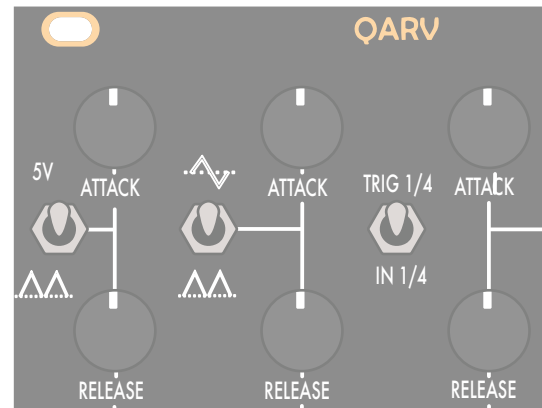 QARV
5V
ATTACK
ATTACK
TRIG 1/4
ATTACK
IN 1/4
RELEASE
RELEASE
RELEASE